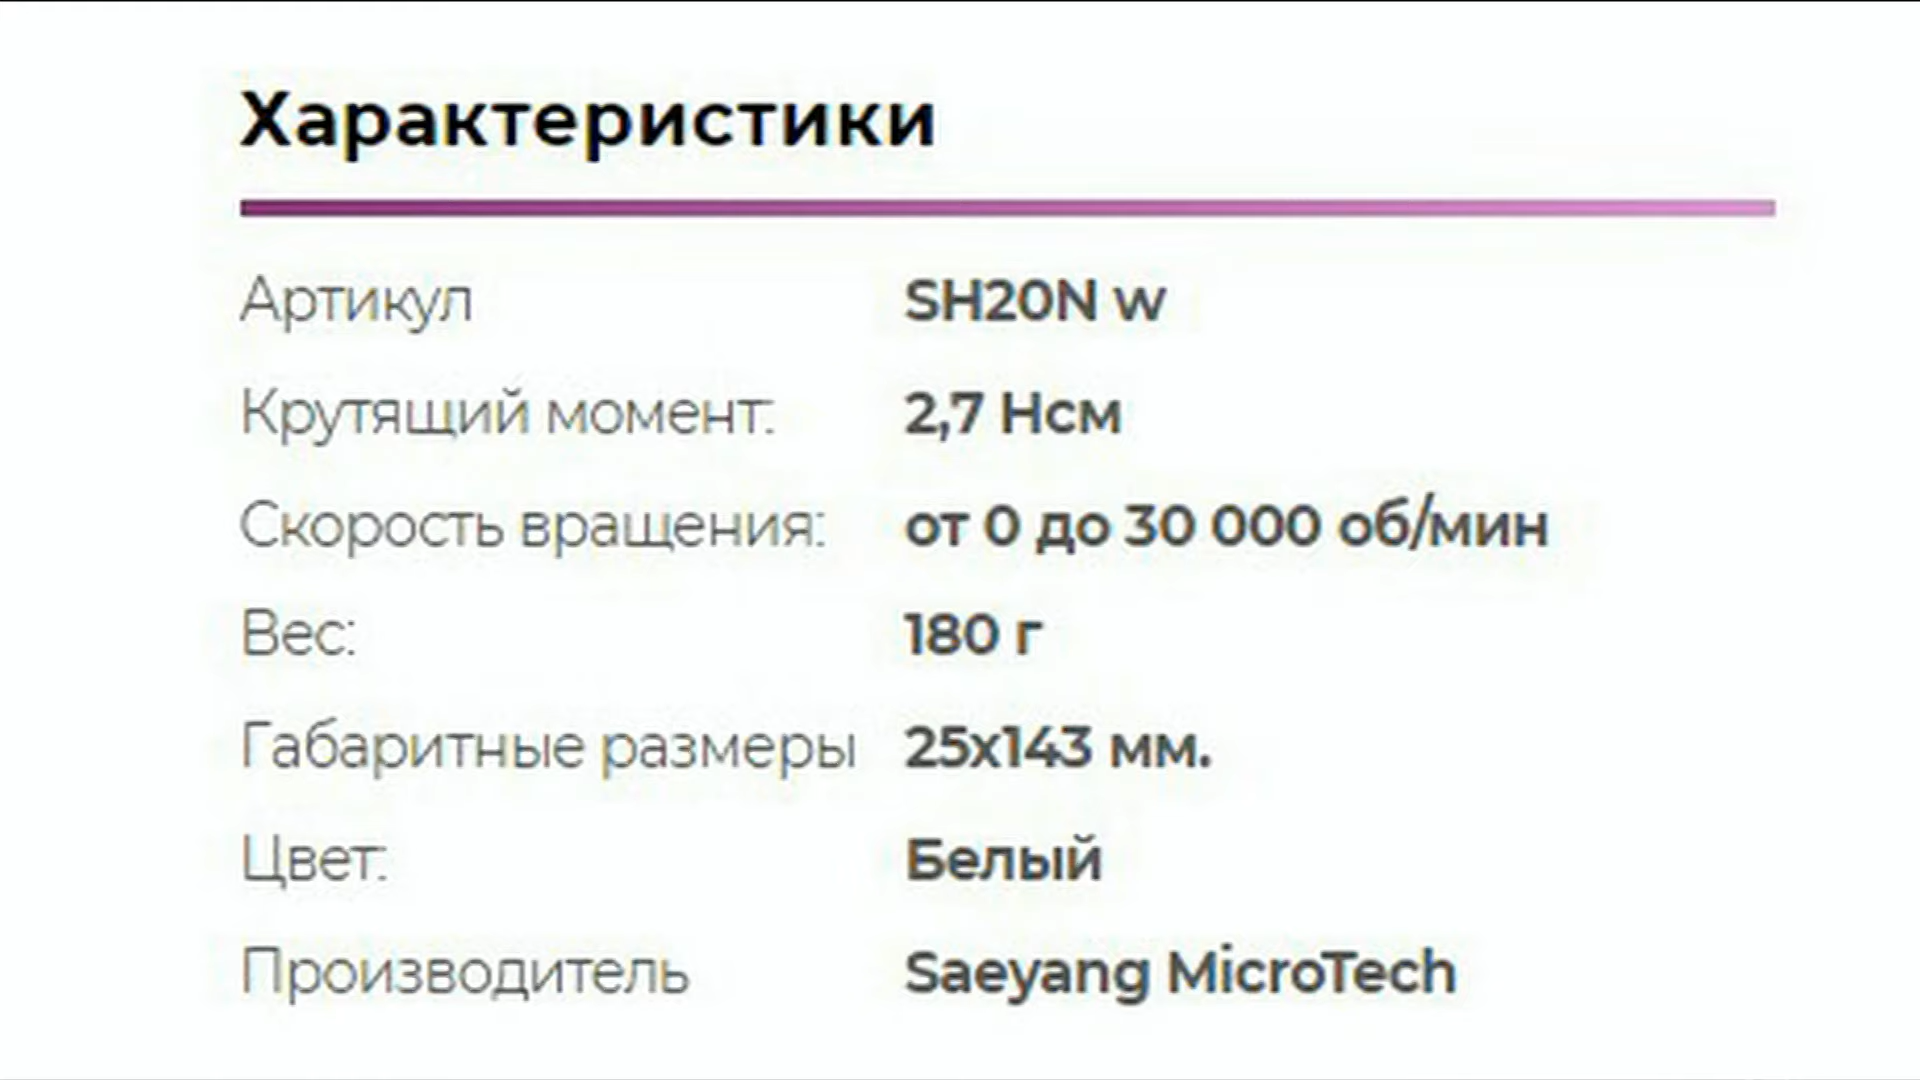 Характеристики
Артикул SH20N w
Крутящий момент: 2,7 Нсм
Скорость вращения: от 0 до 30 000 об/мин
Вес: 180 г
Габаритные размеры 25х143 мм.
Цвет: Белый
Производитель Saeyang MicroTech